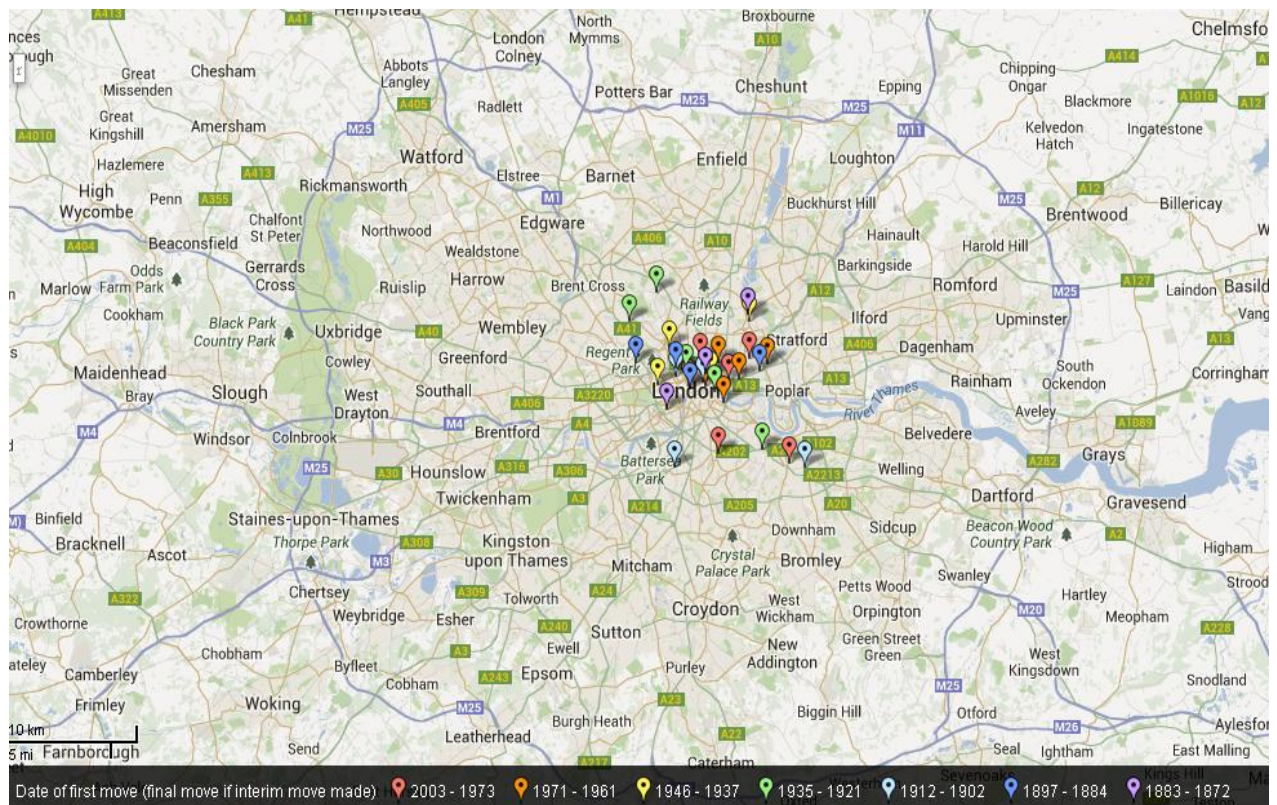 A413
A41
Hempstead
North
Mymms
Broxbourne
A10
Chelmsfo
nces
London
Colney
Abbots
Langley
Great
Missenden
Chesham
A405
Radlett
Potters Bar
M25
Cheshunt
M25
Epping
Chipping
Ongar
A414
Blackmore
A1016
A12
Great
Kingshill
A4010
Amersham
M25
M11
Kelvedon
Hatch
Ingatestone
Hazlemere
A413
Watford
Elstree
Barnet
Enfield
Loughton
High
Wycombe
Penn
A355
Rickmansworth
M1
Buckhurst Hill
M25
A12
Brentwood
Billericay
Chalfont
St Peter
Northwood
Edgware
A406
A10
Hainault
Harold Hill
A404
Beaconsfield
Wealdstone
Barkingside
Odds
Farm Park
Gerrards
Cross
Ruislip
Harrow
Brent Cross
Railway
Fields
A12
Romford
M25
A127
Laindon
Basild
Marlow
Cookham
Black Park
Country Park
Uxbridge
A40
Wembley
A41
Ilford
Upminster
Stratford
A406
Dagenham
A13
Cowley
Greenford
Regent
Park
Maidenhead
Slough
Southall
South
Ockendon
Corringham
Bray
West
Drayton
A406
A3220
London
A13
Poplar
A13
Rainham
River Thames
Aveley
A1089
M4
Windsor
Colnbrook
M4
Brentford
A4
Belvedere
M25
A30
Hounslow
A316
A306
Battersea
Park
A202
A102
A2213
Welling
A282
Grays
Twickenham
A3
A214
A205
A20
Dartford
Gravesend
Binfield
Staines-upon-Thames
Downham
Sidcup
Beacon Wood
Country Park
A2
Bracknell
Ascot
Thorpe Park
M3
A308
Kingston
upon Thames
Mitcham
Crystal
Palace Park
Bromley
Higham
Chertsey
A309
A24
Petts Wood
Swanley
Hartley
Strood
A322
Weybridge
Esher
Tolworth
Croydon
West
Wickham
Orpington
M20
Meopham
Crowthorne
A240
Sutton
A228
Chobham
A3
Ewell
New
Addington
Green Street
Green
West
Kingsdown
ateley
Camberley
Byfleet
Cobham
A243
Epsom
Purley
M25
Snodland
Frimley
Woking
M25
A23
Biggin Hill
Otford
10 km
Burgh Heath
M26
Aylesfor
5 mi
Farnborough
Send
Leatherhead
A22
Seal
Ightham
East Malling
A217
Caterham
Sevenoaks
Kings Hill
Date of first move (final move if interim move made) 2003 - 1973 1971 - 1961 1946 - 1937 1935 - 1921 1912 - 1902 1897 - 1884 1883 - 1872